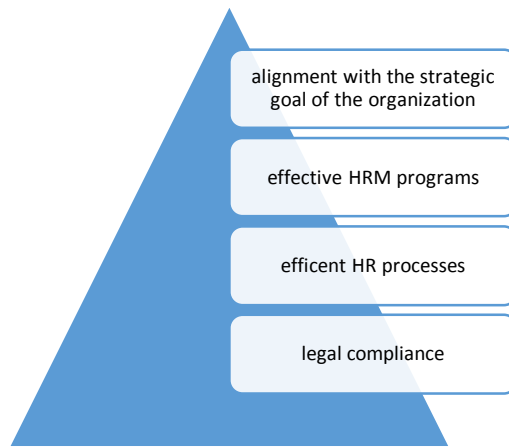 alignment with the strategic
goal of the organization
effective HRM programs
efficent HR processes
legal compliance